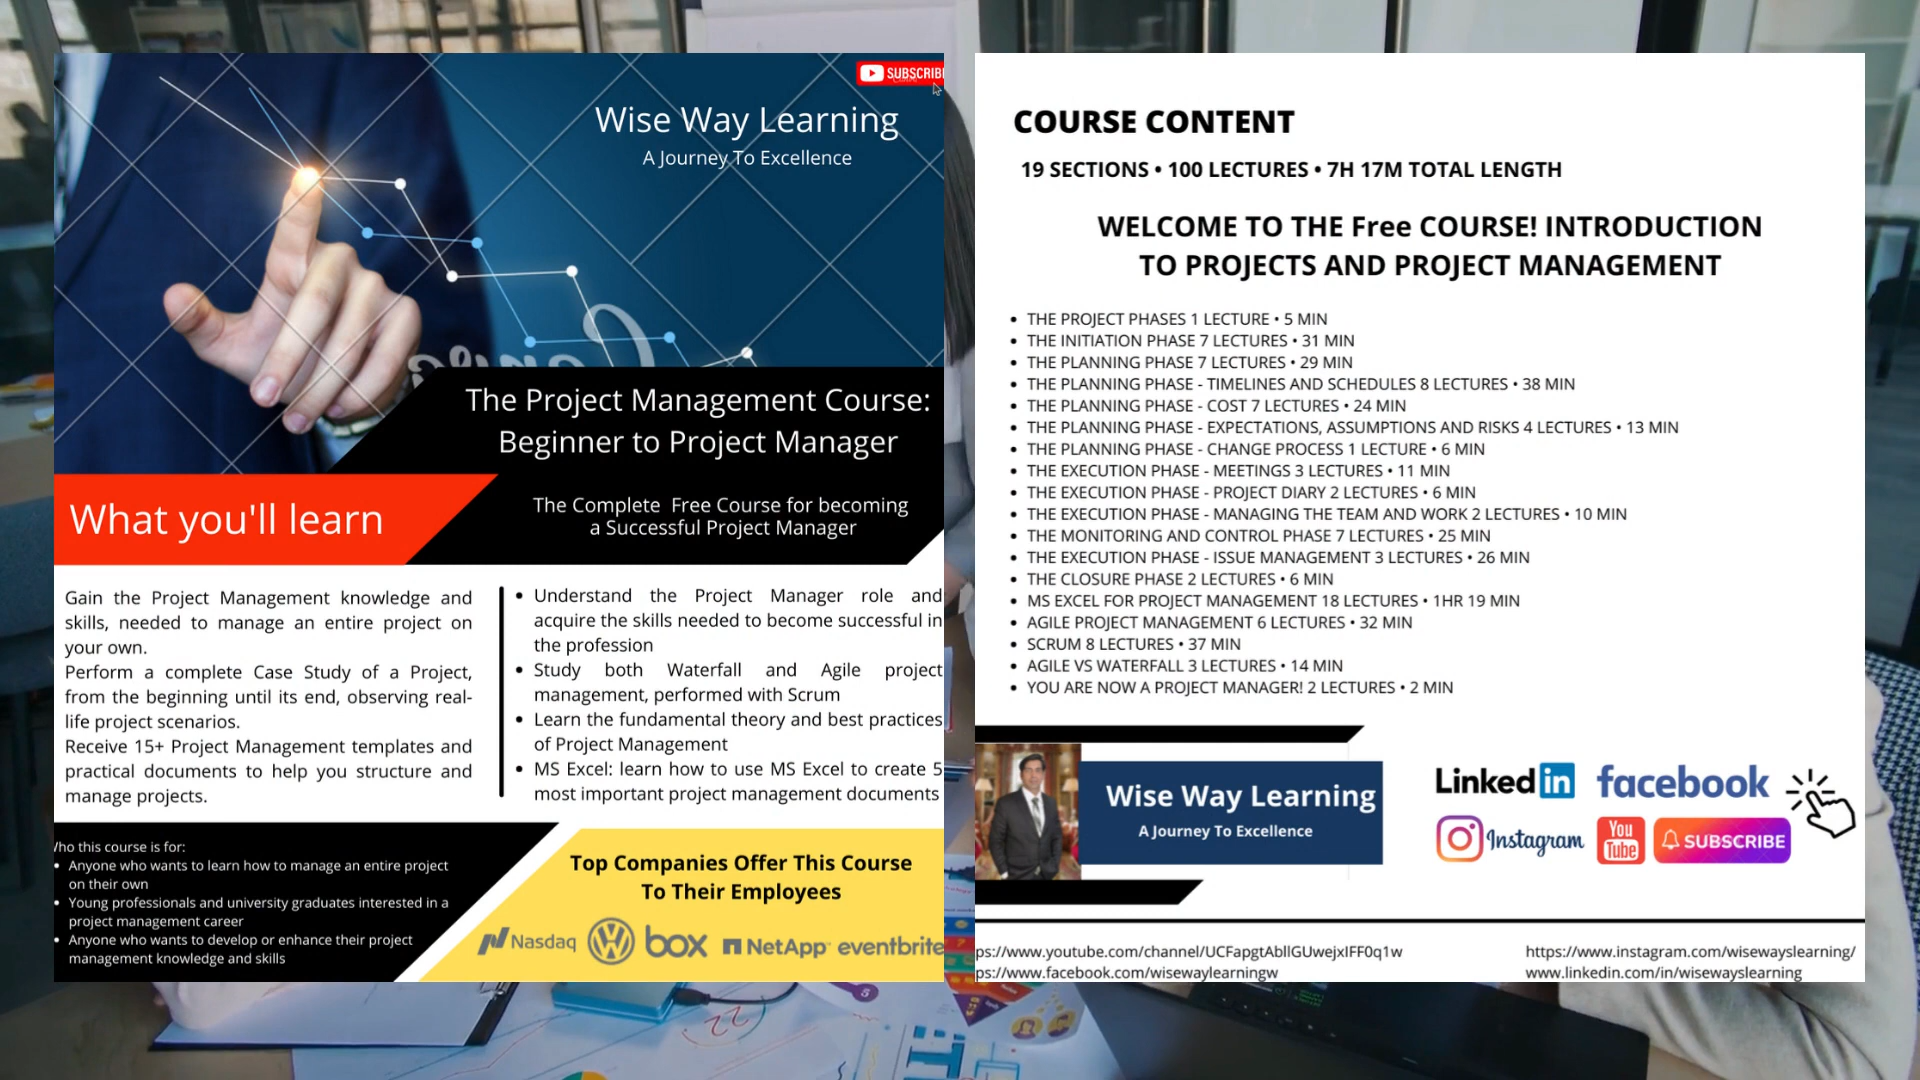 SUBSCRIBE
Wise Way Learning
A Journey To Excellence
The Project Management Course:
Beginner to Project Manager
What you'll learn
The Complete Free Course for becoming
a Successful Project Manager
Gain the Project Management knowledge and
skills, needed to manage an entire project on
your own.
Perform a complete Case Study of a Project,
from the beginning until its end, observing real-
life project scenarios.
Receive 15+ Project Management templates and
practical documents to help you structure and
manage projects.
• Understand the Project Manager role and
acquire the skills needed to become successful in
the profession
• Study both Waterfall and Agile project
management, performed with Scrum
• Learn the fundamental theory and best practices
of Project Management
• MS Excel: learn how to use MS Excel to create 5
most important project management documents
ho this course is for:
• Anyone who wants to learn how to manage an entire project
on their own
• Young professionals and university graduates interested in a
project management career
• Anyone who wants to develop or enhance their project
management knowledge and skills
Top Companies Offer This Course
To Their Employees
Nasdaq box NetApp eventbrite
COURSE CONTENT
19 SECTIONS • 100 LECTURES • 7H 17M TOTAL LENGTH
WELCOME TO THE Free COURSE! INTRODUCTION
TO PROJECTS AND PROJECT MANAGEMENT
• THE PROJECT PHASES 1 LECTURE • 5 MIN
• THE INITIATION PHASE 7 LECTURES • 31 MIN
• THE PLANNING PHASE 7 LECTURES • 29 MIN
• THE PLANNING PHASE - TIMELINES AND SCHEDULES 8 LECTURES • 38 MIN
• THE PLANNING PHASE - COST 7 LECTURES • 24 MIN
• THE PLANNING PHASE - EXPECTATIONS, ASSUMPTIONS AND RISKS 4 LECTURES • 13 MIN
• THE PLANNING PHASE - CHANGE PROCESS 1 LECTURE • 6 MIN
• THE EXECUTION PHASE - MEETINGS 3 LECTURES • 11 MIN
• THE EXECUTION PHASE - PROJECT DIARY 2 LECTURES • 6 MIN
• THE EXECUTION PHASE - MANAGING THE TEAM AND WORK 2 LECTURES • 10 MIN
• THE MONITORING AND CONTROL PHASE 7 LECTURES • 25 MIN
• THE EXECUTION PHASE - ISSUE MANAGEMENT 3 LECTURES • 26 MIN
• THE CLOSURE PHASE 2 LECTURES • 6 MIN
• MS EXCEL FOR PROJECT MANAGEMENT 18 LECTURES • 1HR 19 MIN
• AGILE PROJECT MANAGEMENT 6 LECTURES • 32 MIN
• SCRUM 8 LECTURES • 37 MIN
• AGILE VS WATERFALL 3 LECTURES • 14 MIN
• YOU ARE NOW A PROJECT MANAGER! 2 LECTURES • 2 MIN
Wise Way Learning
A Journey To Excellence
Linked in facebook
Instagram You Tube SUBSCRIBE
ps://www.youtube.com/channel/UCFapgtAbllGUwejxIFF0q1w
ps://www.facebook.com/wisewaylearningw
https://www.instagram.com/wisewayslearning/
www.linkedin.com/in/wisewayslearning